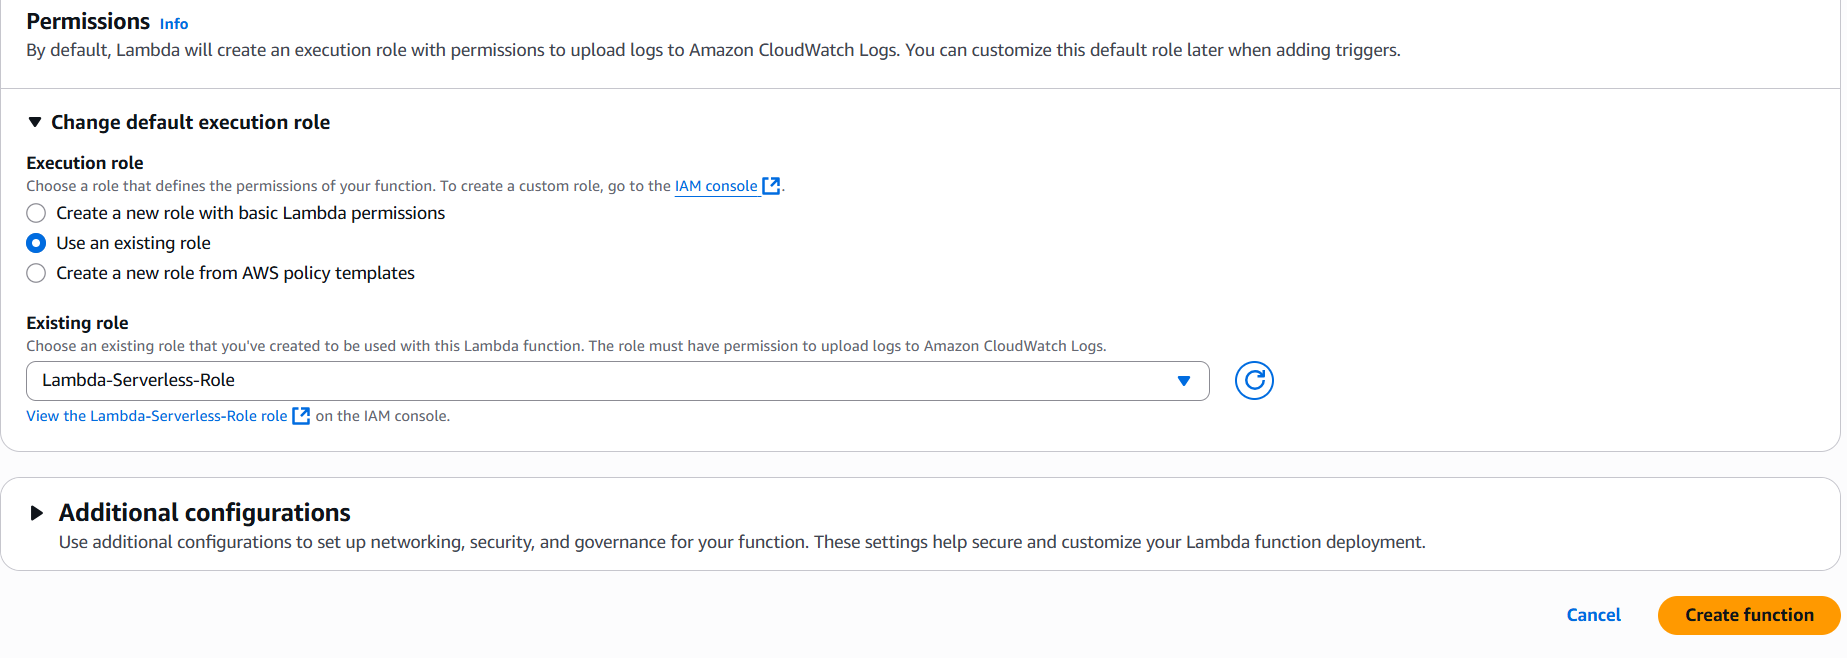 Permissions Info
By default, Lambda will create an execution role with permissions to upload logs to Amazon CloudWatch Logs. You can customize this default role later when adding triggers.
Change default execution role
Execution role
Choose a role that defines the permissions of your function. To create a custom role, go to the IAM console.
Create a new role with basic Lambda permissions
Use an existing role
Create a new role from AWS policy templates
Existing role
Choose an existing role that you've created to be used with this Lambda function. The role must have permission to upload logs to Amazon CloudWatch Logs.
Lambda-Serverless-Role
View the Lambda-Serverless-Role role on the IAM console.
Additional configurations
Use additional configurations to set up networking, security, and governance for your function. These settings help secure and customize your Lambda function deployment.
Cancel Create function